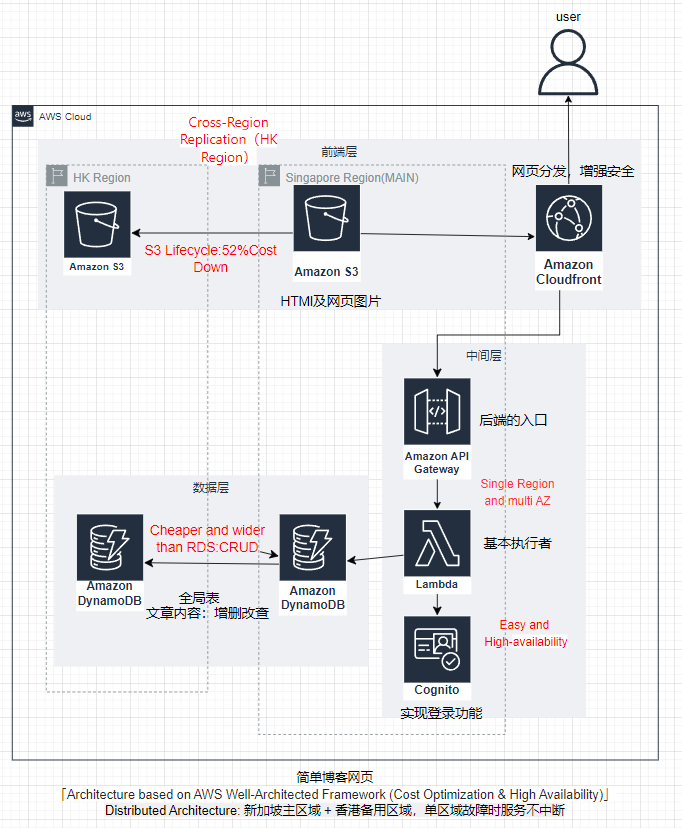 user
aws
AWS Cloud
Cross-Region
Replication（HK
Region）
前端层
HK Region
Singapore Region(MAIN)
网页分发，增强安全
S3 Lifecycle:52%Cost
Down
Amazon S3
Amazon S3
Amazon
Cloudfront
HTMl及网页图片
中间层
后端的入口
Amazon API
Gateway
Single Region
and multi AZ
数据层
Cheaper and wider
than RDS:CRUD
基本执行者
Lambda
Amazon
DynamoDB
Amazon
DynamoDB
全局表
文章内容：增删改查
Easy and
High-availability
Cognito
实现登录功能
简单博客网页
「Architecture based on AWS Well-Architected Framework (Cost Optimization & High Availability)」
Distributed Architecture: 新加坡主区域 + 香港备用区域，单区域故障时服务不中断